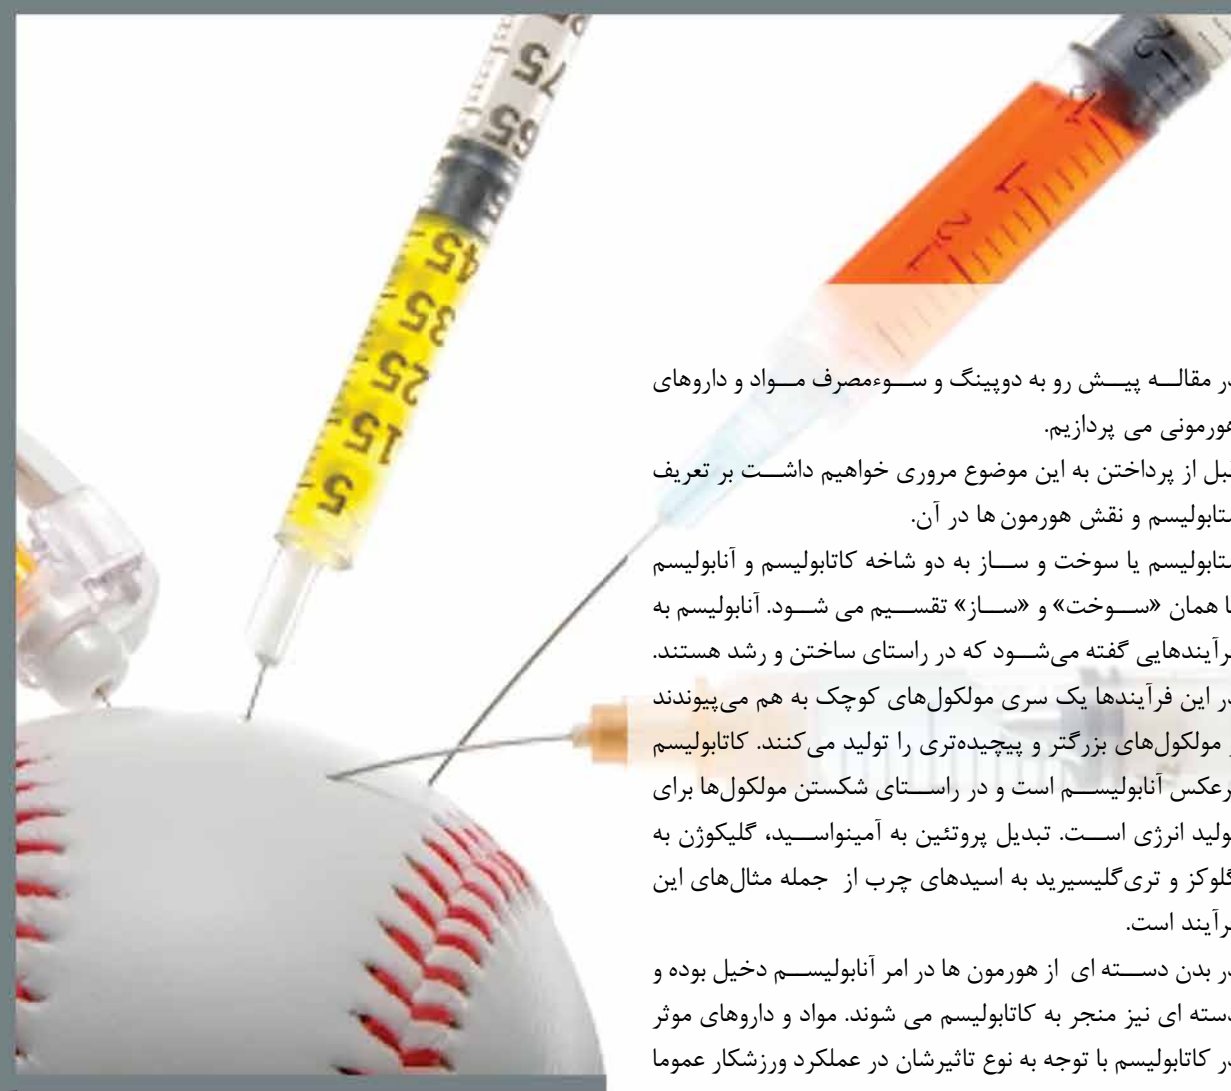 75
65
45
35
25
15
5
در مقاله پیش رو به دوپینگ و سوءمصرف مواد و داروهای
هورمونی می پردازیم.
قبل از پرداختن به این موضوع مروری خواهیم داشت بر تعریف
متابولیسم و نقش هورمون ها در آن.
متابولیسم یا سوخت و ساز به دو شاخه کاتابولیسم و آنابولیسم
یا همان «سوخت» و «ساز» تقسیم می شود. آنابولیسم به
فرآیندهایی گفته می‌شود که در راستای ساختن و رشد هستند.
در این فرآیندها یک سری مولکول‌های کوچک به هم می‌پیوندند
و مولکول‌های بزرگتر و پیچیده‌تری را تولید می‌کنند. کاتابولیسم
برعکس آنابولیسم است و در راستای شکستن مولکول‌ها برای
تولید انرژی است. تبدیل پروتئین به آمینواسید، گلیکوژن به
گلوکز و تری‌گلیسیرید به اسیدهای چرب از جمله مثال‌های این
فرآیند است.
در بدن دسته ای از هورمون ها در امر آنابولیسم دخیل بوده و
دسته ای نیز منجر به کاتابولیسم می شوند. مواد و داروهای موثر
در کاتابولیسم با توجه به نوع تاثیرشان در عملکرد ورزشکار عموما